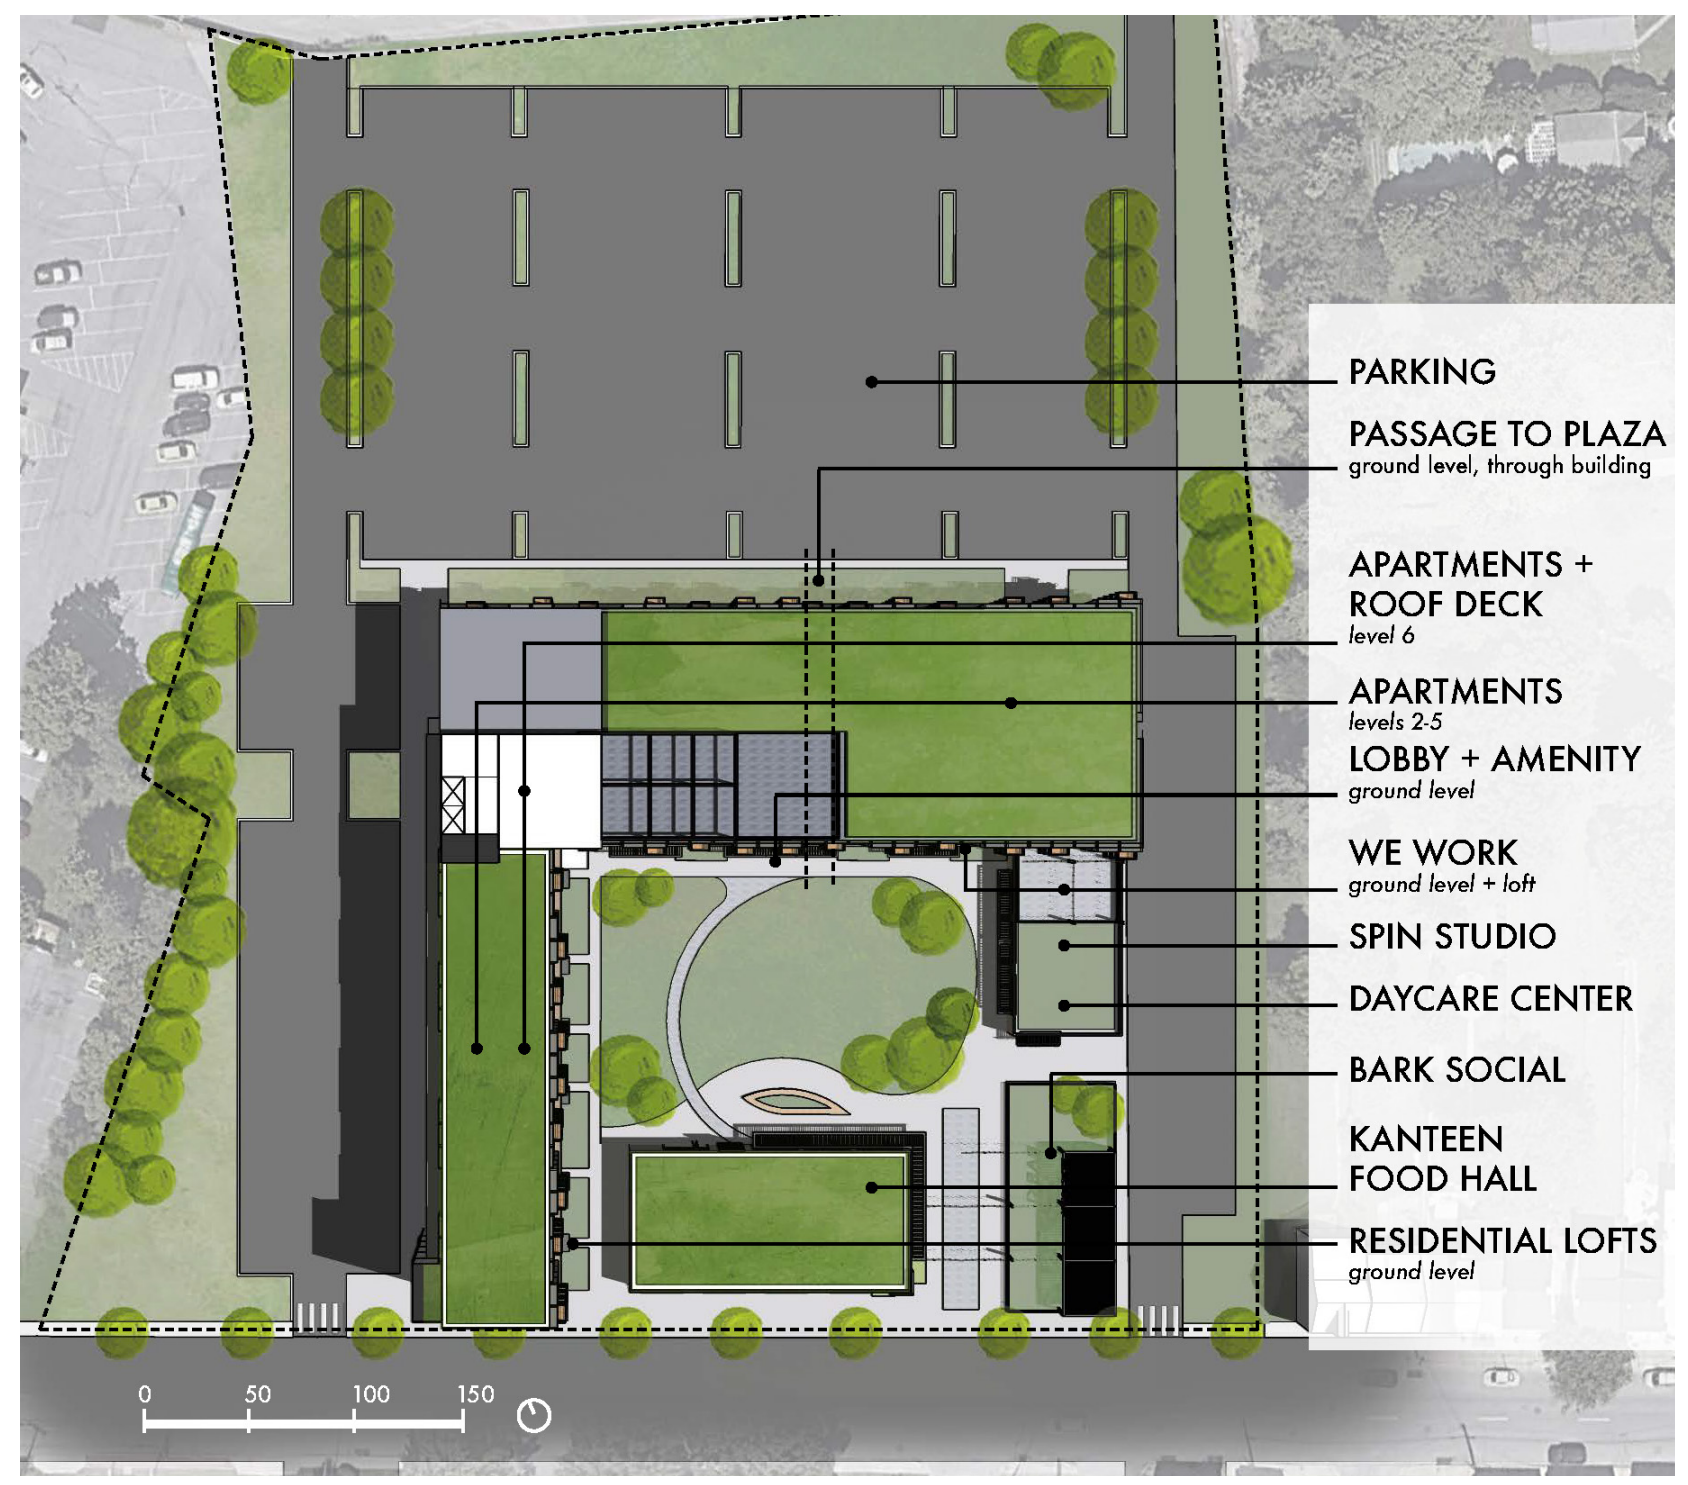 PARKING
PASSAGE TO PLAZA
ground level, through building
APARTMENTS +
ROOF DECK
level 6
APARTMENTS
levels 2-5
LOBBY + AMENITY
ground level
WE WORK
ground level + loft
SPIN STUDIO
DAYCARE CENTER
BARK SOCIAL
KANTEEN
FOOD HALL
RESIDENTIAL LOFTS
ground level
0 50 100 150